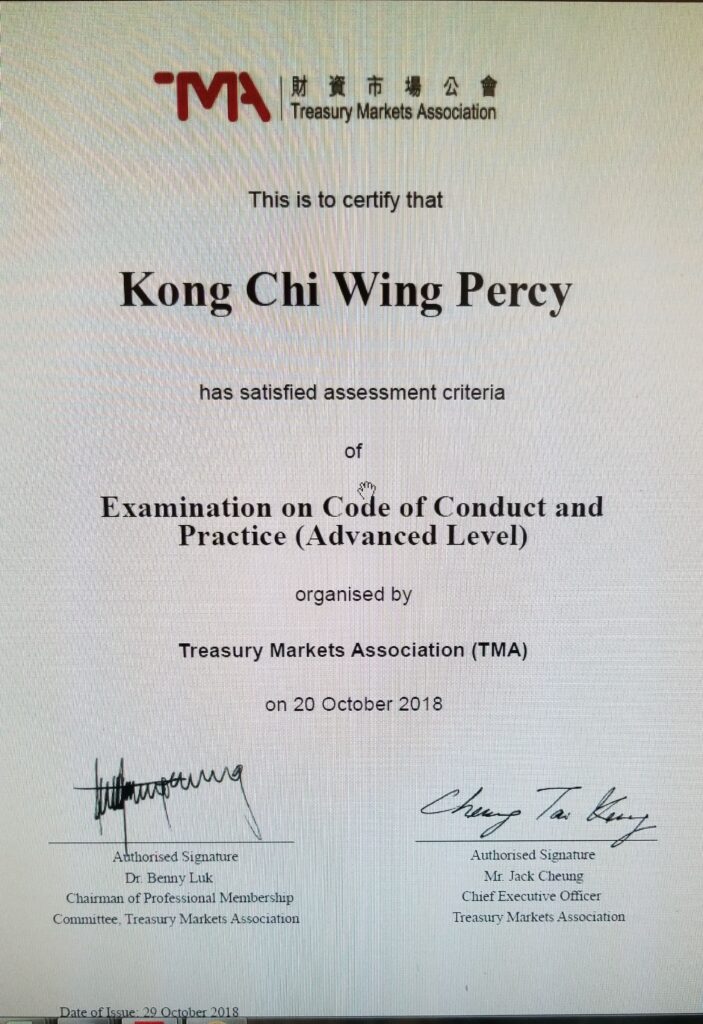 TMA 財資市場公會
Treasury Markets Association
This is to certify that
Kong Chi Wing Percy
has satisfied assessment criteria
of
Examination on Code of Conduct and
Practice (Advanced Level)
organised by
Treasury Markets Association (TMA)
on 20 October 2018
Cheung Tai Keung
Authorised Signature
Dr. Benny Luk
Chairman of Professional Membership
Committee, Treasury Markets Association
Authorised Signature
Mr. Jack Cheung
Chief Executive Officer
Treasury Markets Association
Date of Issue: 29 October 2018